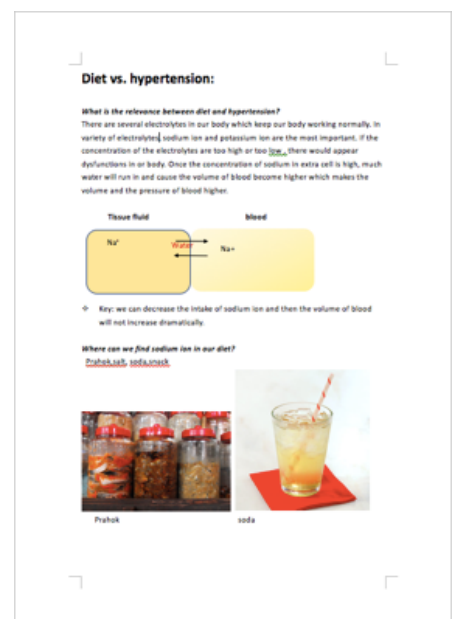 Diet vs. hypertension:
What is the relevance between diet and hypertension?
There are several electrolytes in our body which keep our body working normally. In
variety of electrolytes, sodium ion and potassium ion are the most important. If the
concentration of the electrolytes are too high or too low , there would appear
dysfunctions in or body. Once the concentration of sodium in extra cell is high, much
water will run in and cause the volume of blood become higher which makes the
volume and the pressure of blood higher.
Tissue fluid blood
Na⁺ Water Na+
Key: we can decrease the intake of sodium ion and then the volume of blood
will not increase dramatically.
Where can we find sodium ion in our diet?
Prahok,salt, soda,snack
Prahok soda